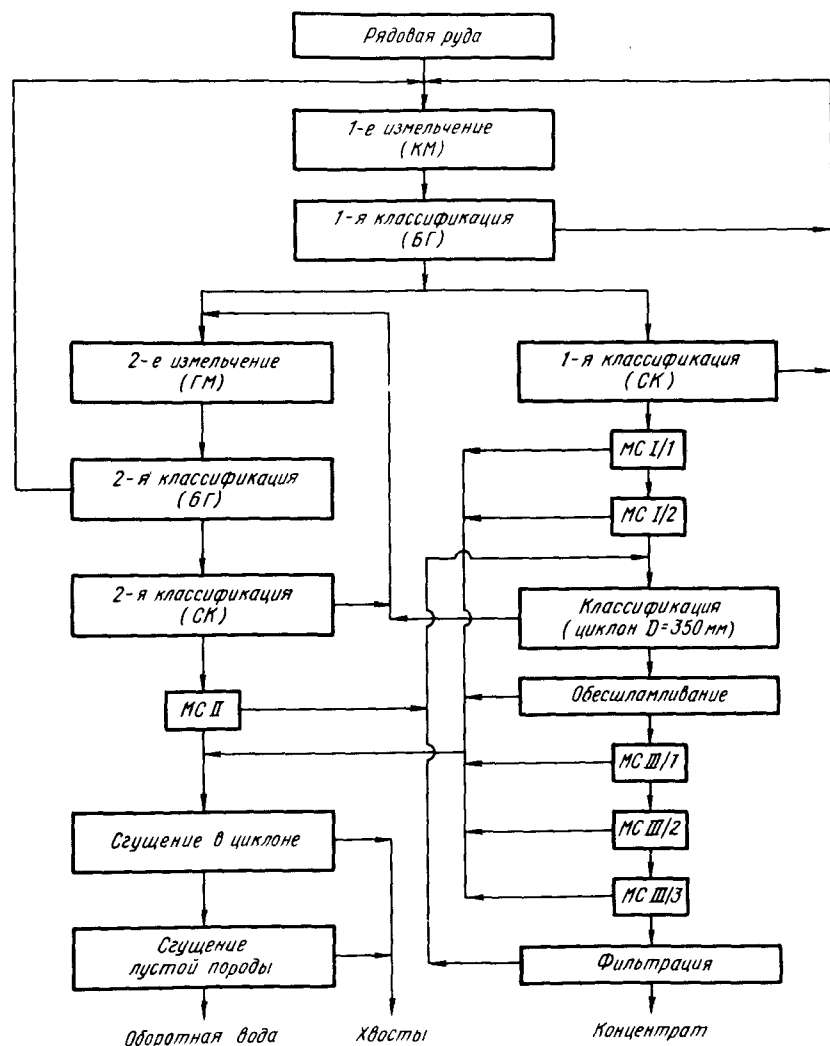 Рядовая руда
1-е измельчение
(КМ)
1-я классификация
(БГ)
2-е измельчение
(ГМ)
1-я классификация
(СК)
МС I/1
2-я классификация
(БГ)
МС I/2
2-я классификация
(СК)
Классификация
(циклон D=350 мм)
Обесшламливание
МС II
МС III/1
Сгущение в циклоне
МС III/2
МС III/3
Сгущение
пустой породы
Фильтрация
Оборотная вода
Хвосты
Концентрат